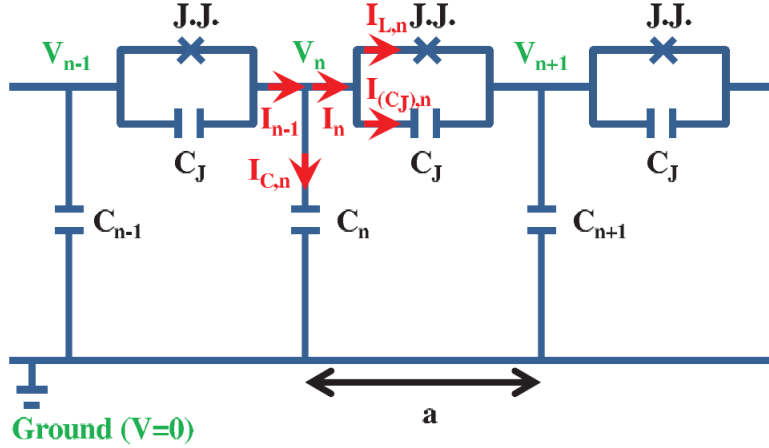 J.J. J.J. J.J.
I_{L,n}
V_{n-1} V_n V_{n+1}
I_{(C_J),n}
I_{n-1} I_n
C_J C_J C_J
I_{C,n}
C_{n-1} C_n C_{n+1}
a
Ground (V=0)